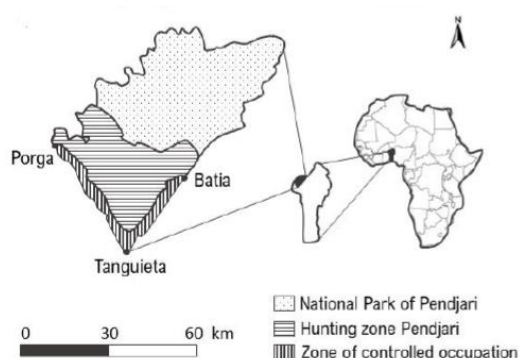 N
Porga
Batia
Tanguieta
National Park of Pendjari
Hunting zone Pendjari
Zone of controlled occupation
0 30 60 km